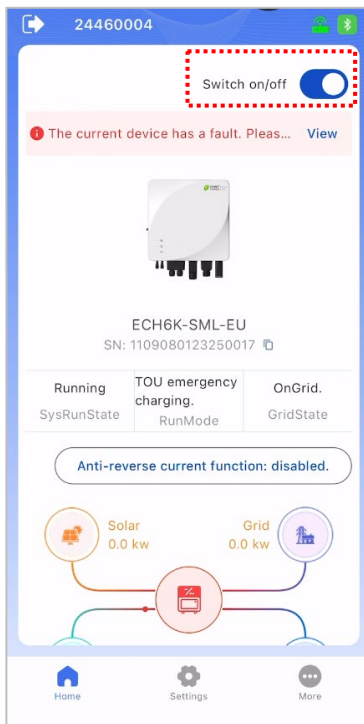 24460004
Switch on/off
The current device has a fault. Pleas... View
ECH6K-SML-EU
SN: 1109080123250017
Running TOU emergency charging. OnGrid.
SysRunState RunMode GridState
Anti-reverse current function: disabled.
Solar Grid
0.0 kw 0.0 kw
Home Settings More